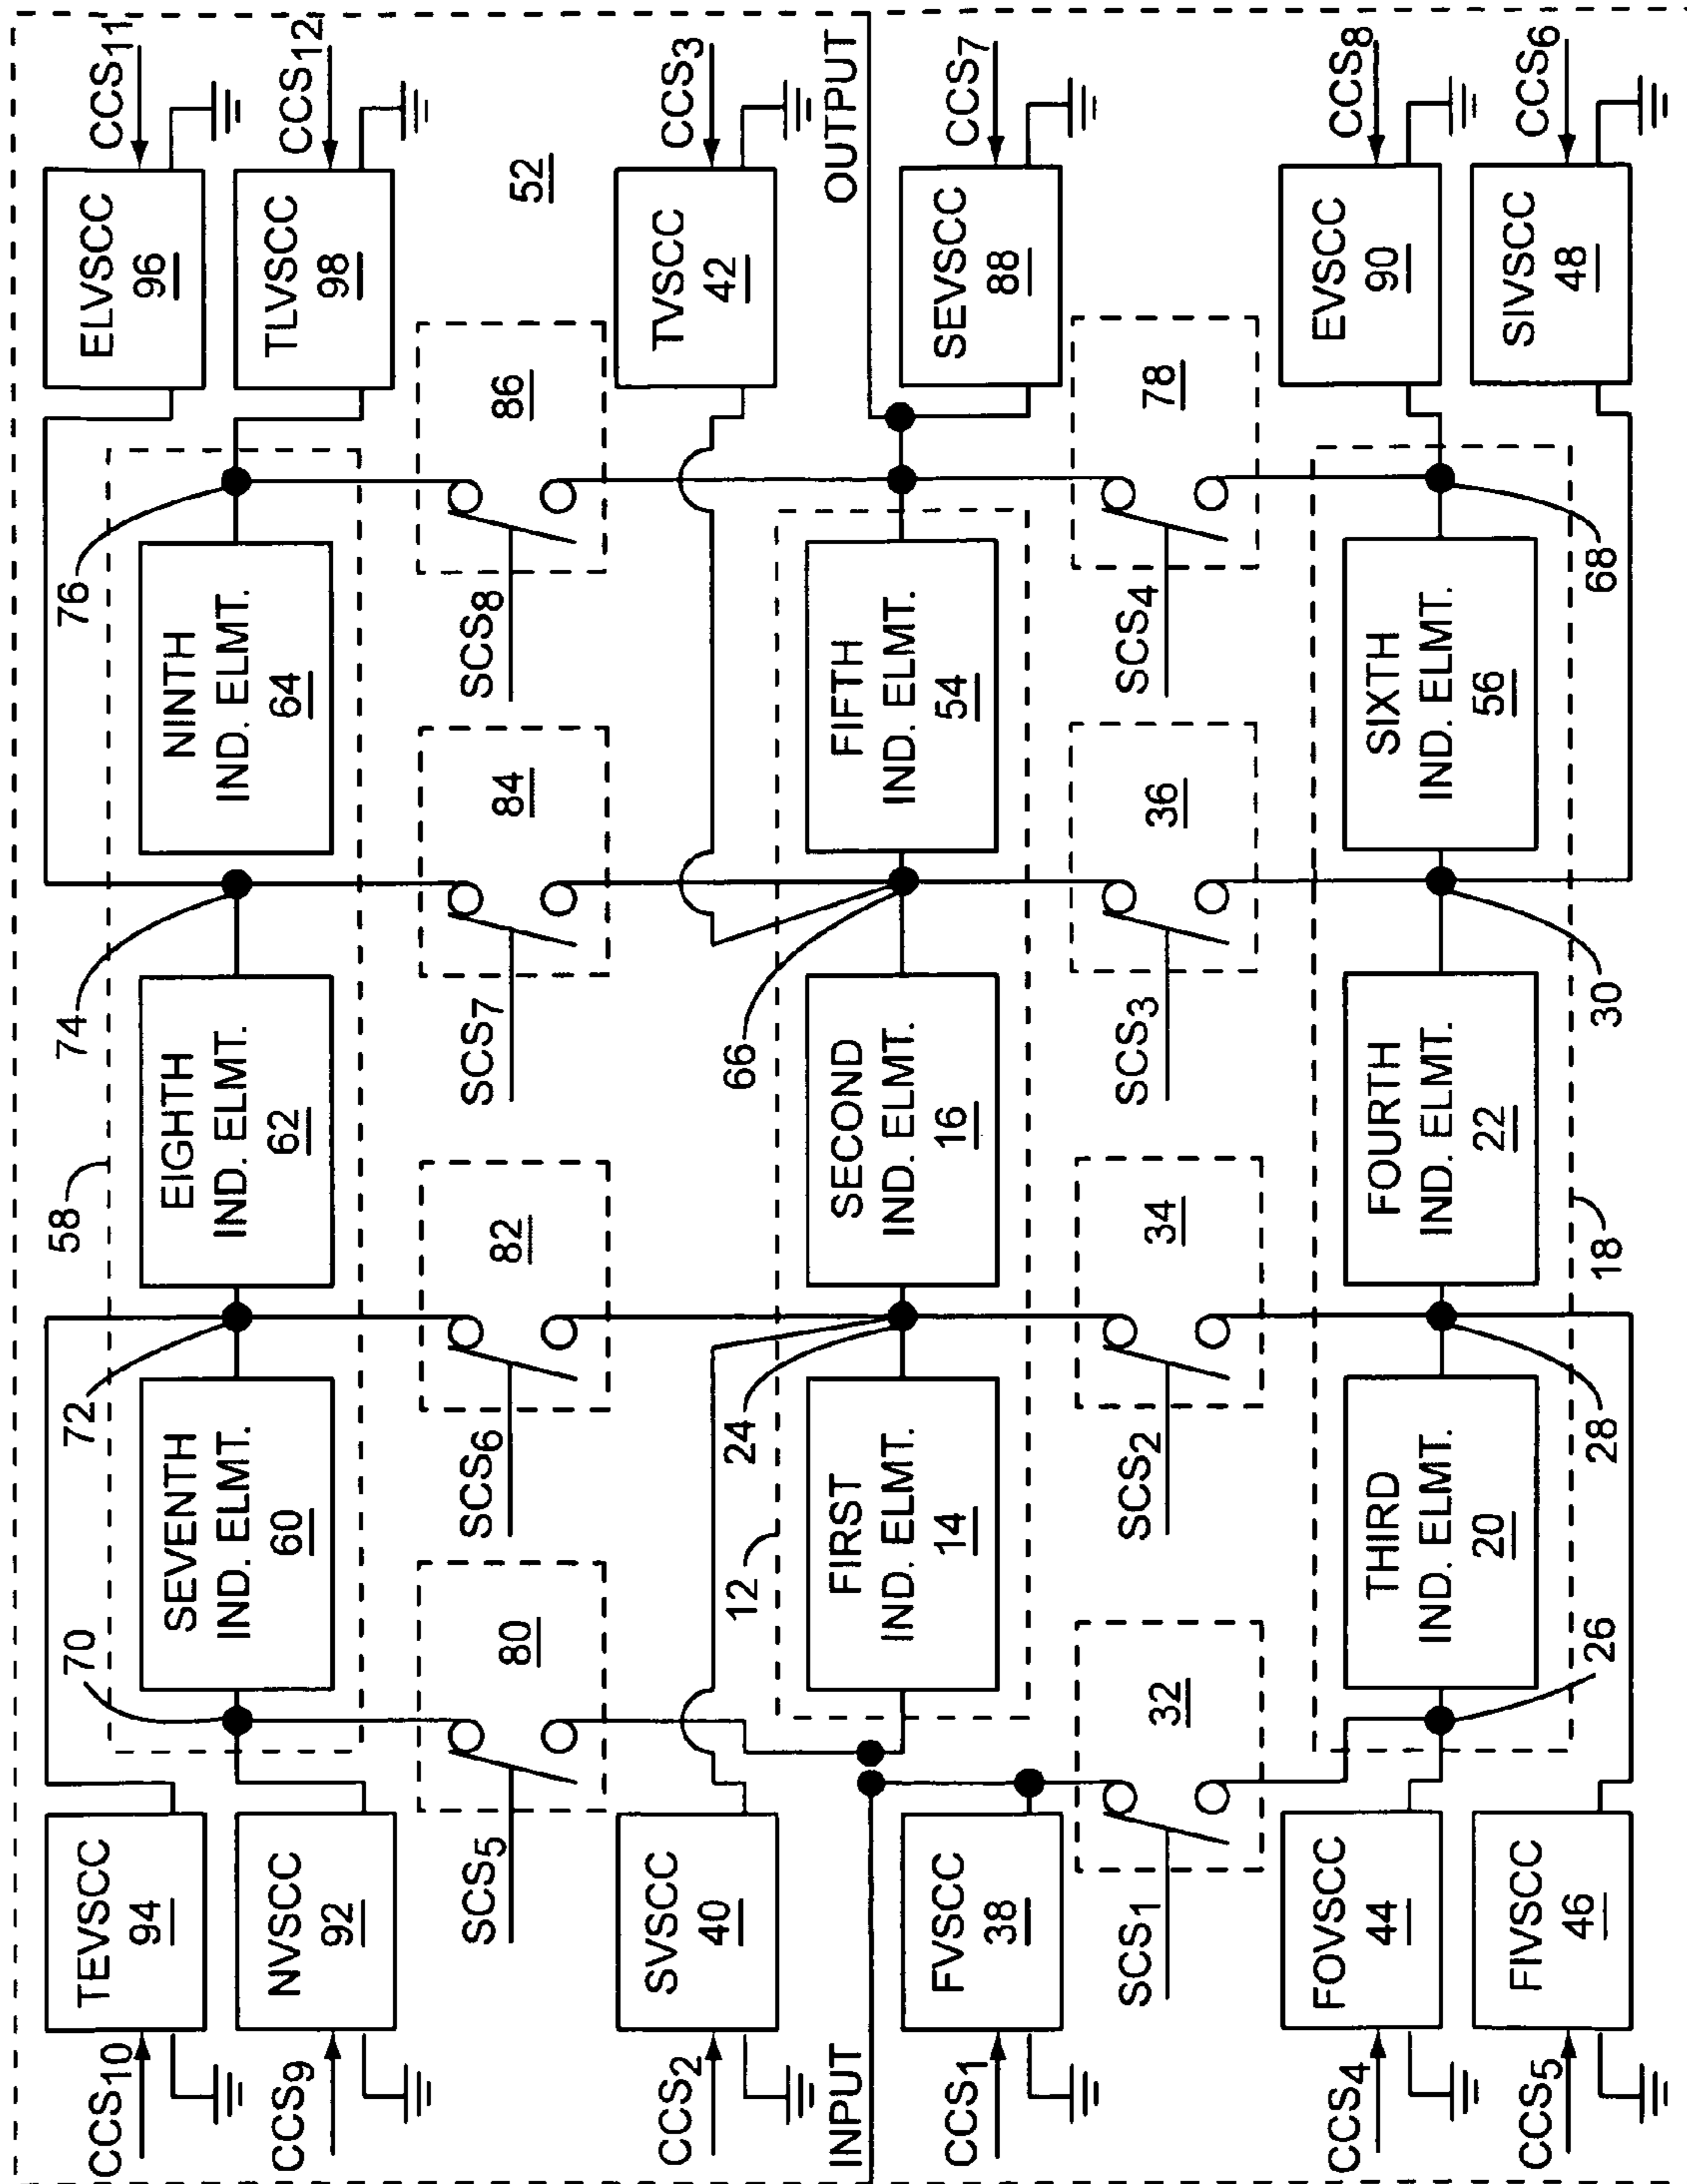 58
TEVSCC
94
CCS10
NVSCC
92
CCS9
70
SEVENTH
IND. ELMT.
60
72
EIGHTH
IND. ELMT.
62
74
NINTH
IND. ELMT.
64
76
ELVSCC
96
CCS11
TLVSCC
98
CCS12
SCS5
80
SCS6
82
SCS7
84
SCS8
86
52
CCS2
SVSCC
40
TVSCC
42
CCS3
INPUT
OUTPUT
CCS1
FVSCC
38
12
FIRST
IND. ELMT.
14
24
SECOND
IND. ELMT.
16
66
FIFTH
IND. ELMT.
54
SEVSCC
88
CCS7
SCS1
32
SCS2
34
SCS3
36
SCS4
78
CCS4
FOVSCC
44
CCS5
FIVSCC
46
THIRD
IND. ELMT.
20
FOURTH
IND. ELMT.
22
SIXTH
IND. ELMT.
56
EVSCC
90
CCS8
SIVSCC
48
CCS6
26
28
18
30
68